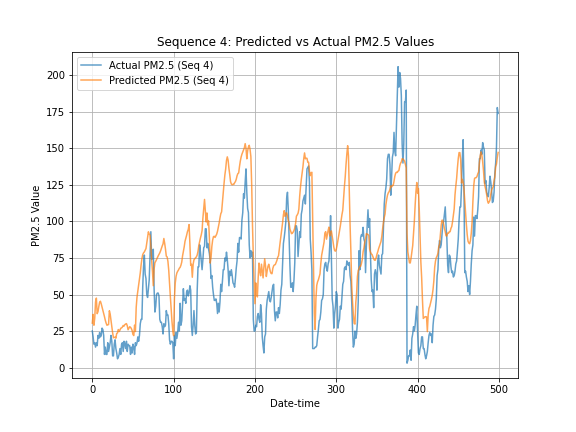 Sequence 4: Predicted vs Actual PM2.5 Values
Actual PM2.5 (Seq 4)
Predicted PM2.5 (Seq 4)
PM2.5 Value
200
175
150
125
100
75
50
25
0
0 100 200 300 400 500
Date-time